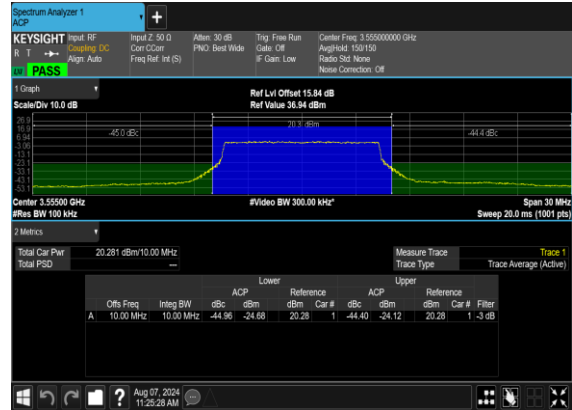 Spectrum Analyzer 1
ACP
KEYSIGHT
R T
PASS
Input: RF
Coupling: DC
Align: Auto
Input Z: 50 Ω
Corr CCorr
Freq Ref: Int (S)
Atten: 30 dB
PNO: Best Wide
Trig: Free Run
Gate: Off
IF Gain: Low
Center Freq: 3.555000000 GHz
Avg|Hold: 150/150
Radio Std: None
Noise Correction: Off
1 Graph
Scale/Div 10.0 dB
Ref Lvl Offset 15.84 dB
Ref Value 36.94 dBm
26.9
16.9
6.94
-3.06
-13.1
-23.1
-33.1
-43.1
-53.1
-45.0 dBc
20.3 dBm
-44.4 dBc
Center 3.55500 GHz
#Res BW 100 kHz
#Video BW 300.00 kHz*
Span 30 MHz
Sweep 20.0 ms (1001 pts)
2 Metrics
Total Car Pwr 20.281 dBm/10.00 MHz
Total PSD ---
Measure Trace Trace 1
Trace Type Trace Average (Active)
Lower Upper
ACP Reference ACP Reference
Offs Freq Integ BW dBc dBm dBm Car # dBc dBm dBm Car # Filter
A 10.00 MHz 10.00 MHz -44.96 -24.68 20.28 1 -44.40 -24.12 20.28 1 -3 dB
?
Aug 07, 2024
11:25:28 AM